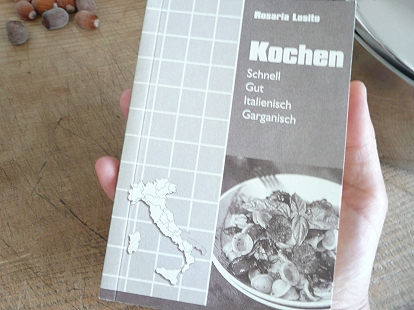 Rosaria Losito
Kochen
Schnell
Gut
Italienisch
Garganisch